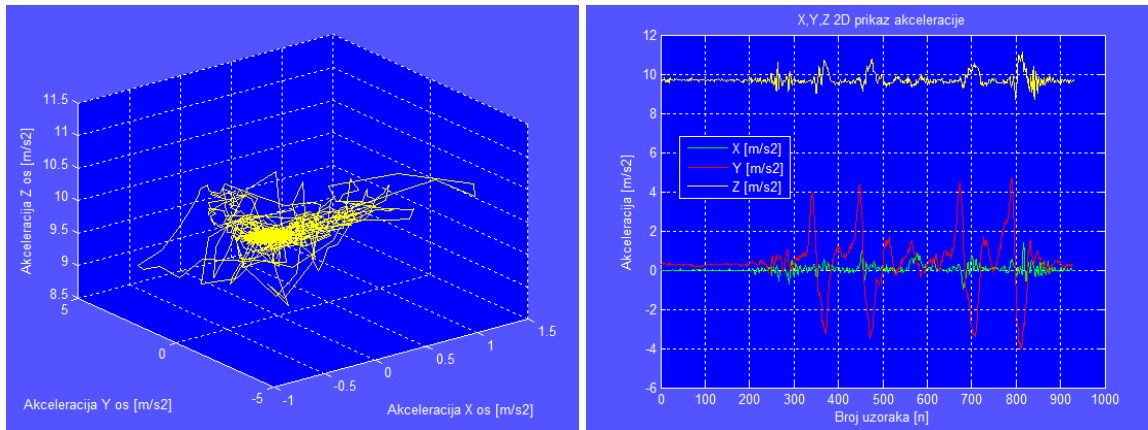 11.5
11
10.5
10
9.5
9
8.5
5
0
-5
-1
-0.5
0
0.5
1
1.5
Akceleracija Z os [m/s2]
Akceleracija Y os [m/s2]
Akceleracija X os [m/s2]
X,Y,Z 2D prikaz akceleracije
12
10
8
6
4
2
0
-2
-4
-6
Akceleracija [m/s2]
X [m/s2]
Y [m/s2]
Z [m/s2]
0 100 200 300 400 500 600 700 800 900 1000
Broj uzoraka [n]